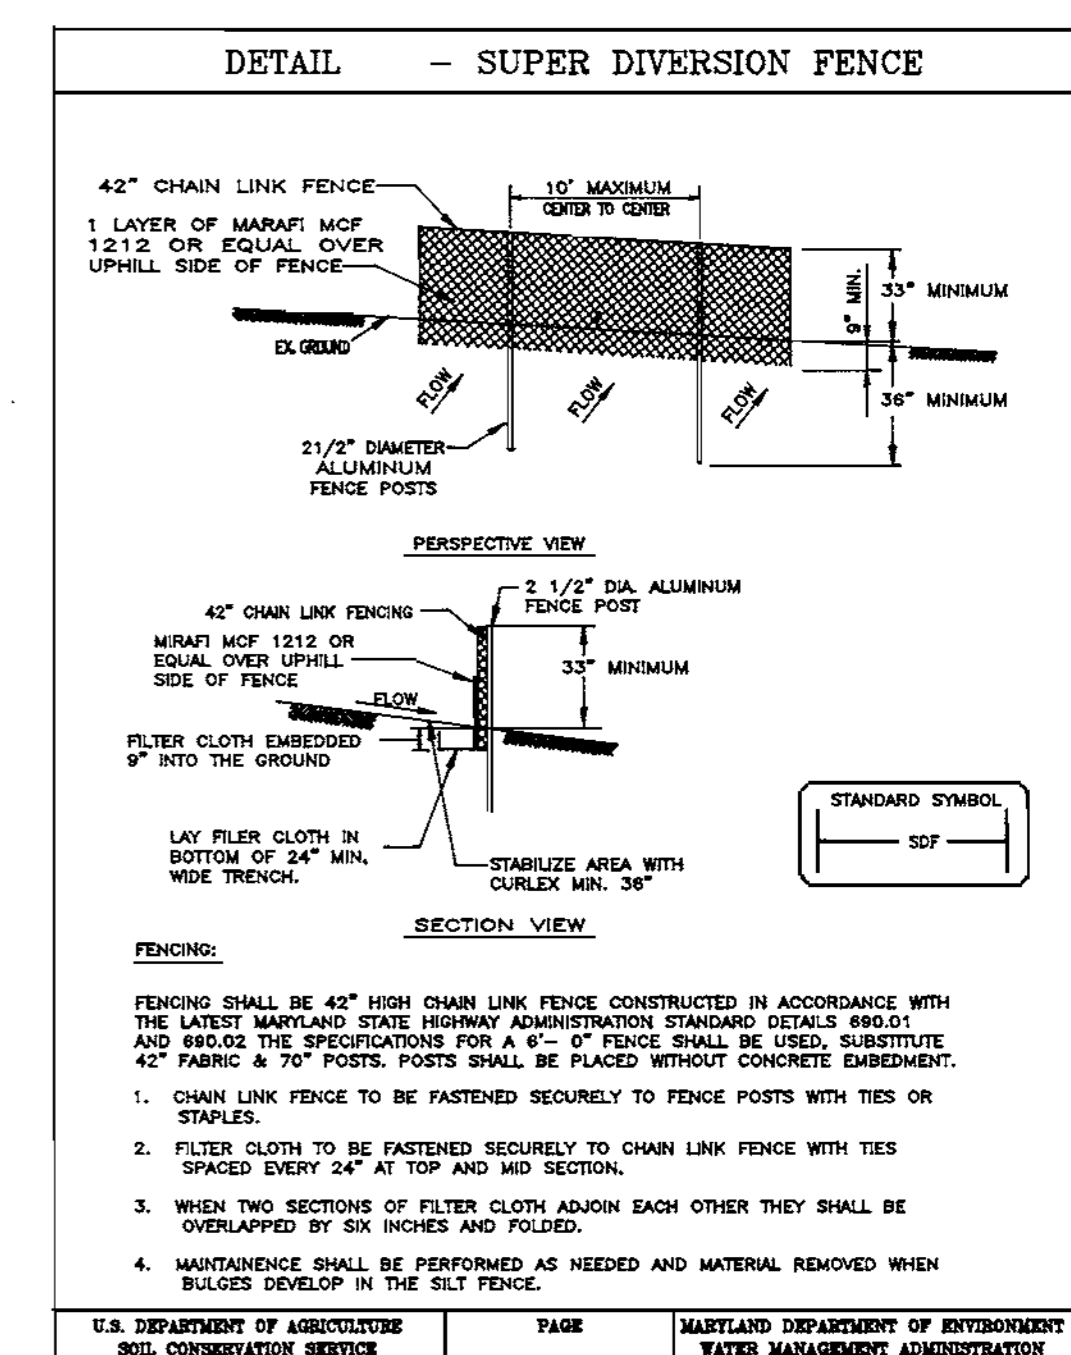 DETAIL – SUPER DIVERSION FENCE
42" CHAIN LINK FENCE
10' MAXIMUM
CENTER TO CENTER
1 LAYER OF MARAFI MCF
1212 OR EQUAL OVER
UPHILL SIDE OF FENCE
EX. GROUND
9" MIN.
33" MINIMUM
36" MINIMUM
FLOW
FLOW
FLOW
21/2" DIAMETER
ALUMINUM
FENCE POSTS
PERSPECTIVE VIEW
2 1/2" DIA. ALUMINUM
FENCE POST
42" CHAIN LINK FENCING
MIRAFI MCF 1212 OR
EQUAL OVER UPHILL
SIDE OF FENCE
33" MINIMUM
FLOW
FILTER CLOTH EMBEDDED
9" INTO THE GROUND
LAY FILER CLOTH IN
BOTTOM OF 24" MIN.
WIDE TRENCH.
STABILIZE AREA WITH
CURLEX MIN. 36"
STANDARD SYMBOL
SDF
SECTION VIEW
FENCING:
FENCING SHALL BE 42" HIGH CHAIN LINK FENCE CONSTRUCTED IN ACCORDANCE WITH
THE LATEST MARYLAND STATE HIGHWAY ADMINISTRATION STANDARD DETAILS 690.01
AND 690.02 THE SPECIFICATIONS FOR A 6'– 0" FENCE SHALL BE USED, SUBSTITUTE
42" FABRIC & 70" POSTS. POSTS SHALL BE PLACED WITHOUT CONCRETE EMBEDMENT.
1. CHAIN LINK FENCE TO BE FASTENED SECURELY TO FENCE POSTS WITH TIES OR
STAPLES.
2. FILTER CLOTH TO BE FASTENED SECURELY TO CHAIN LINK FENCE WITH TIES
SPACED EVERY 24" AT TOP AND MID SECTION.
3. WHEN TWO SECTIONS OF FILTER CLOTH ADJOIN EACH OTHER THEY SHALL BE
OVERLAPPED BY SIX INCHES AND FOLDED.
4. MAINTAINENCE SHALL BE PERFORMED AS NEEDED AND MATERIAL REMOVED WHEN
BULGES DEVELOP IN THE SILT FENCE.
U.S. DEPARTMENT OF AGRICULTURE
SOIL CONSERVATION SERVICE
PAGE
MARYLAND DEPARTMENT OF ENVIRONMENT
WATER MANAGEMENT ADMINISTRATION